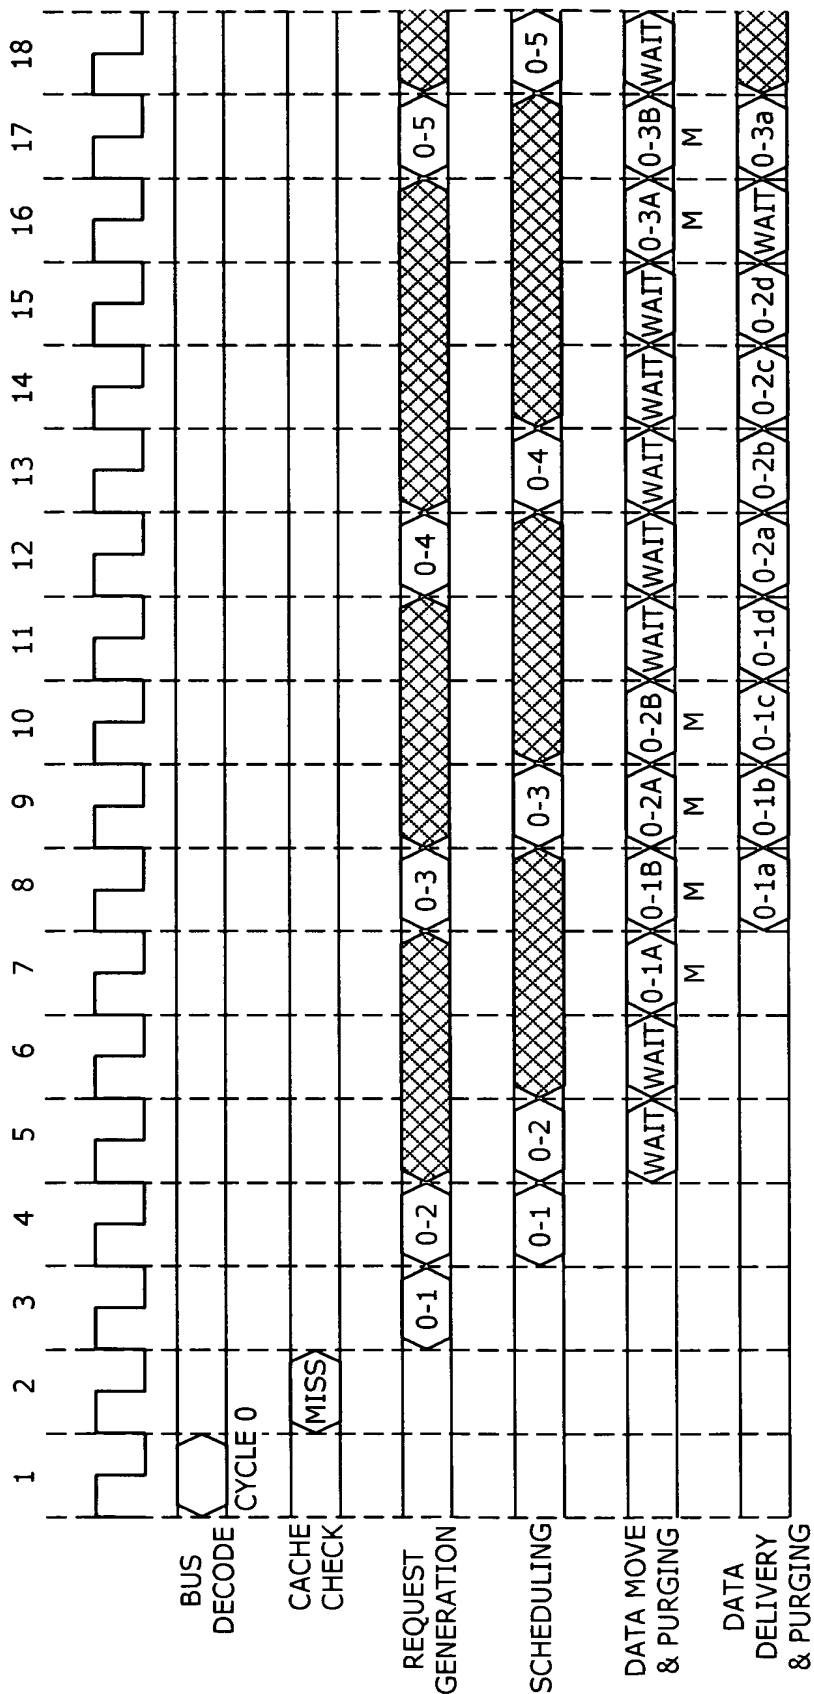 1 2 3 4 5 6 7 8 9 10 11 12 13 14 15 16 17 18
BUS
DECODE
CYCLE 0
CACHE
CHECK
MISS
REQUEST
GENERATION
0-1 0-2 0-3 0-4 0-5
SCHEDULING
0-1 0-2 0-3 0-4 0-5
DATA MOVE
& PURGING
WAIT WAIT 0-1A 0-1B 0-2A 0-2B WAIT WAIT WAIT WAIT WAIT 0-3A 0-3B WAIT
M M M M M M
DATA
DELIVERY
& PURGING
0-1a 0-1b 0-1c 0-1d 0-2a 0-2b 0-2c 0-2d WAIT 0-3a